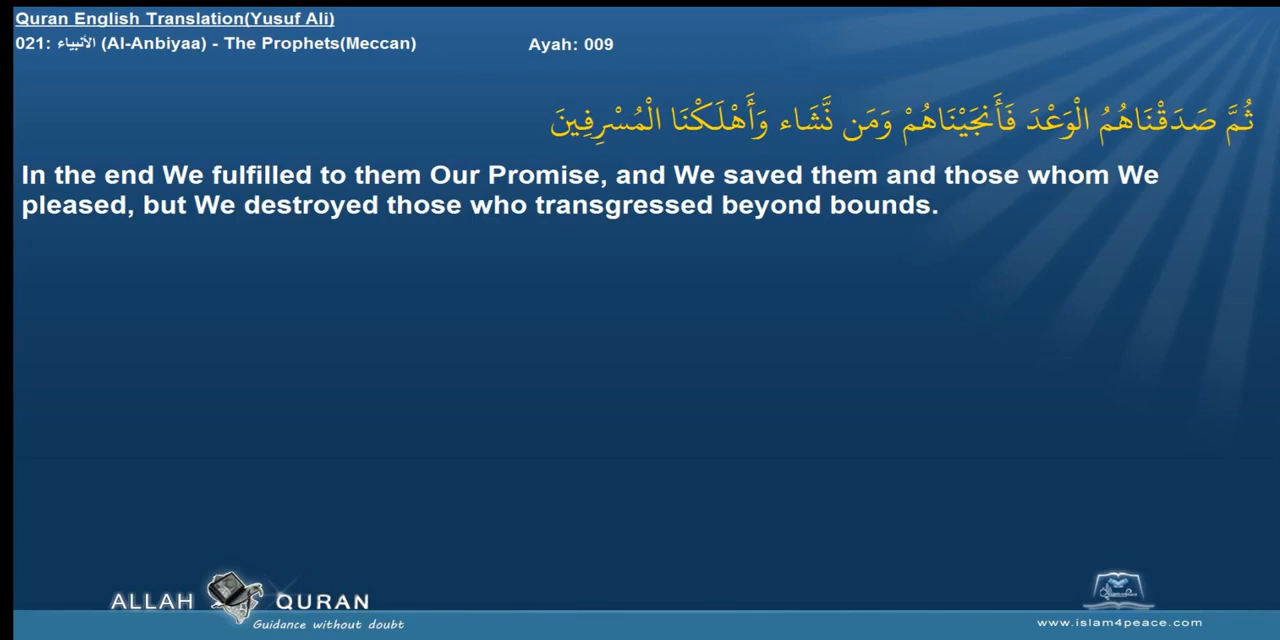 Quran English Translation(Yusuf Ali)
021: الأنبياء (Al-Anbiyaa) - The Prophets(Meccan) Ayah: 009
ثُمَّ صَدَقْنَاهُمُ الْوَعْدَ فَأَنجَيْنَاهُمْ وَمَن نَّشَاء وَأَهْلَكْنَا الْمُسْرِفِينَ
In the end We fulfilled to them Our Promise, and We saved them and those whom We
pleased, but We destroyed those who transgressed beyond bounds.
ALLAH QURAN
Guidance without doubt
www.islam4peace.com